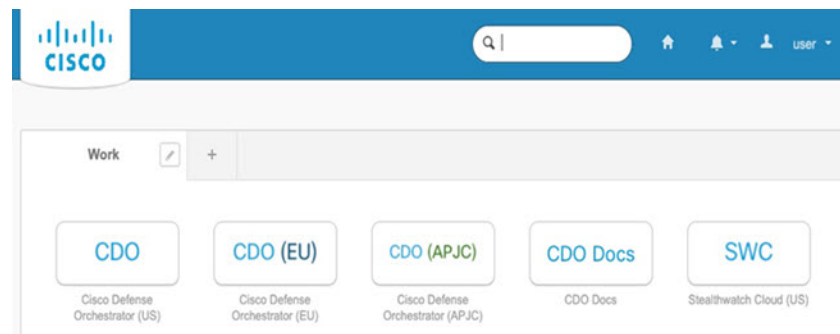 CISCO
user
Work
+
CDO
CDO (EU)
CDO (APJC)
CDO Docs
SWC
Cisco Defense
Orchestrator (US)
Cisco Defense
Orchestrator (EU)
Cisco Defense
Orchestrator (APJC)
CDO Docs
Stealthwatch Cloud (US)